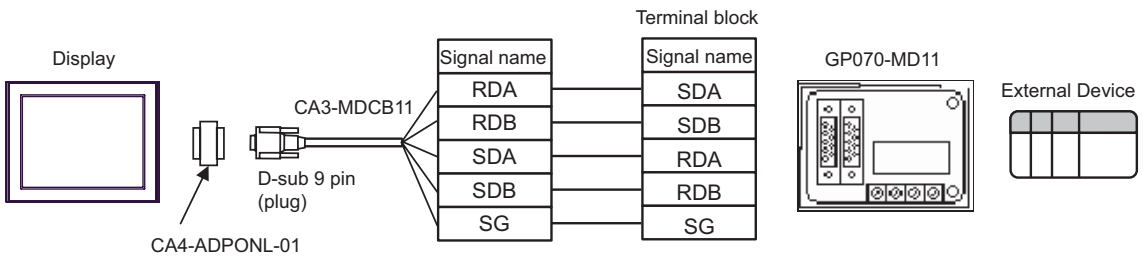 Terminal block
Display
Signal name
Signal name
GP070-MD11
External Device
CA3-MDCB11
RDA
SDA
RDB
SDB
SDA
RDA
SDB
RDB
SG
SG
D-sub 9 pin
(plug)
CA4-ADPONL-01